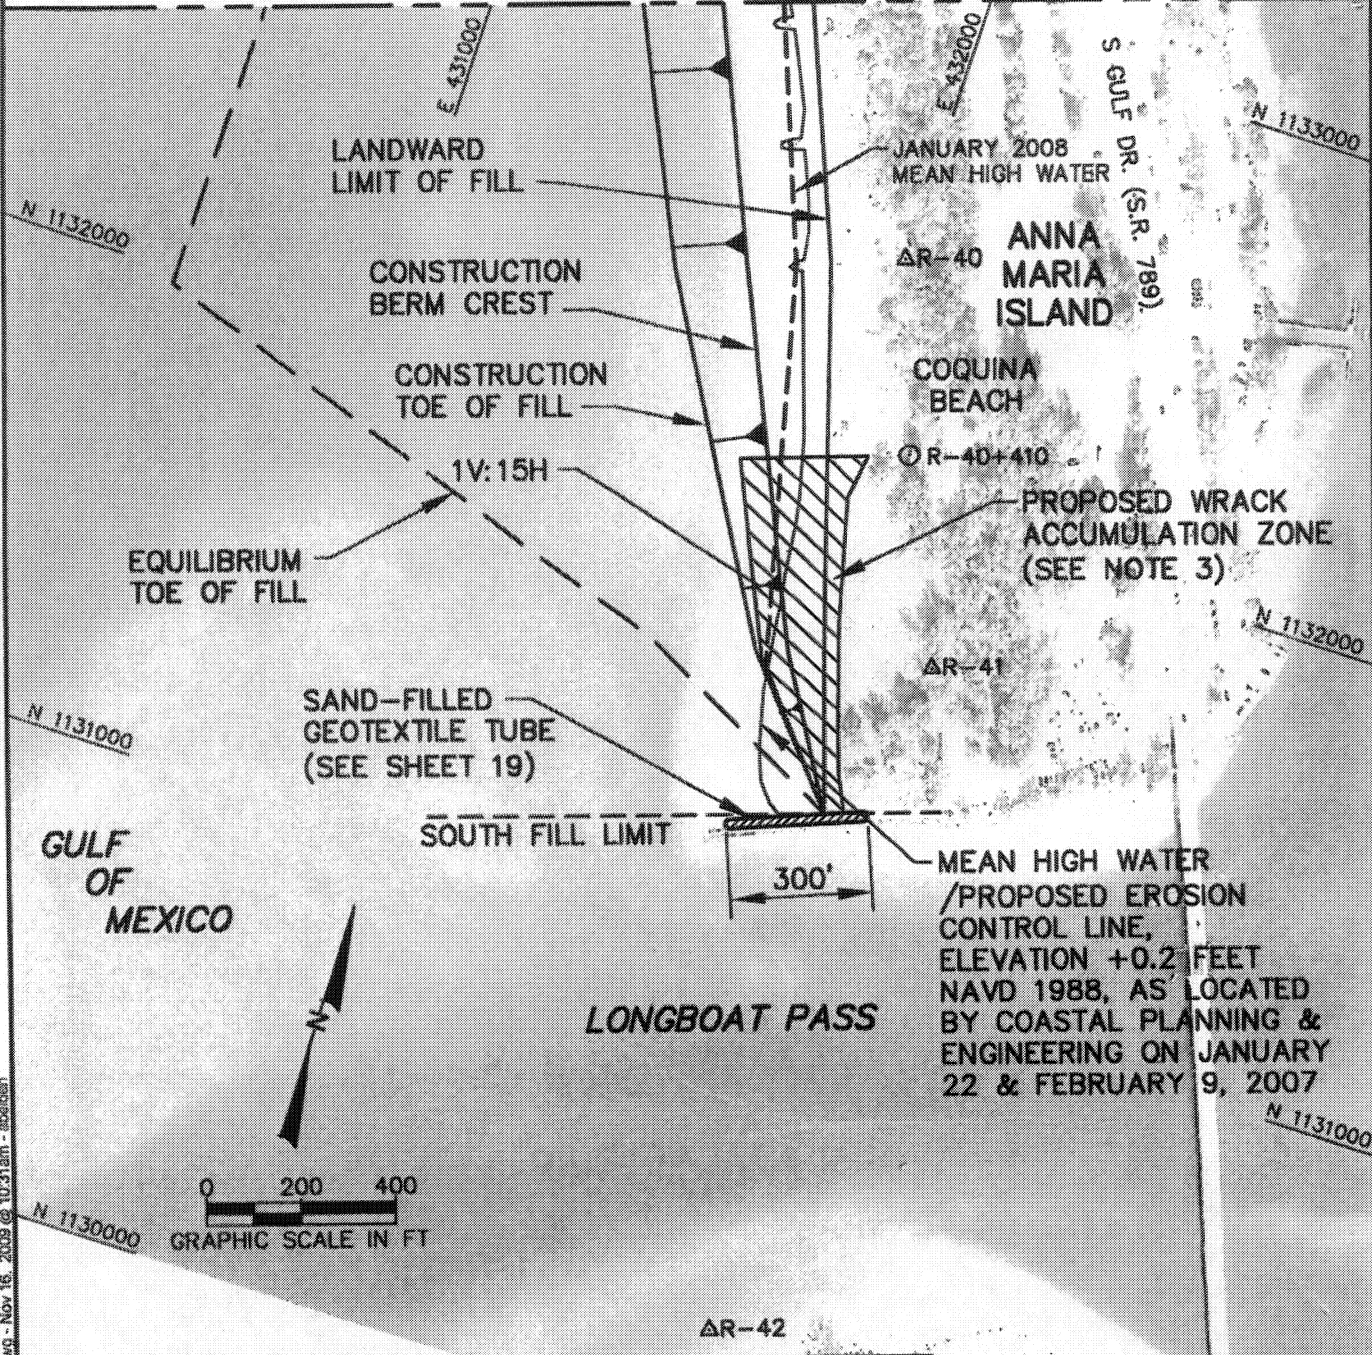 E 431000
E 432000
S GULF DR. (S.R. 789).
N 1133000
LANDWARD
LIMIT OF FILL
JANUARY 2008
MEAN HIGH WATER
N 1132000
△R-40
ANNA
MARIA
ISLAND
CONSTRUCTION
BERM CREST
CONSTRUCTION
TOE OF FILL
COQUINA
BEACH
1V:15H
R-40+410
PROPOSED WRACK
ACCUMULATION ZONE
(SEE NOTE 3)
EQUILIBRIUM
TOE OF FILL
N 1132000
△R-41
SAND-FILLED
GEOTEXTILE TUBE
(SEE SHEET 19)
N 1131000
SOUTH FILL LIMIT
GULF
OF
MEXICO
300'
MEAN HIGH WATER
/PROPOSED EROSION
CONTROL LINE,
ELEVATION +0.2 FEET
NAVD 1988, AS LOCATED
BY COASTAL PLANNING &
ENGINEERING ON JANUARY
22 & FEBRUARY 9, 2007
N
LONGBOAT PASS
N 1131000
0 200 400
GRAPHIC SCALE IN FT
N 1130000
△R-42
- Nov 16, 2009 @ 10:31am -